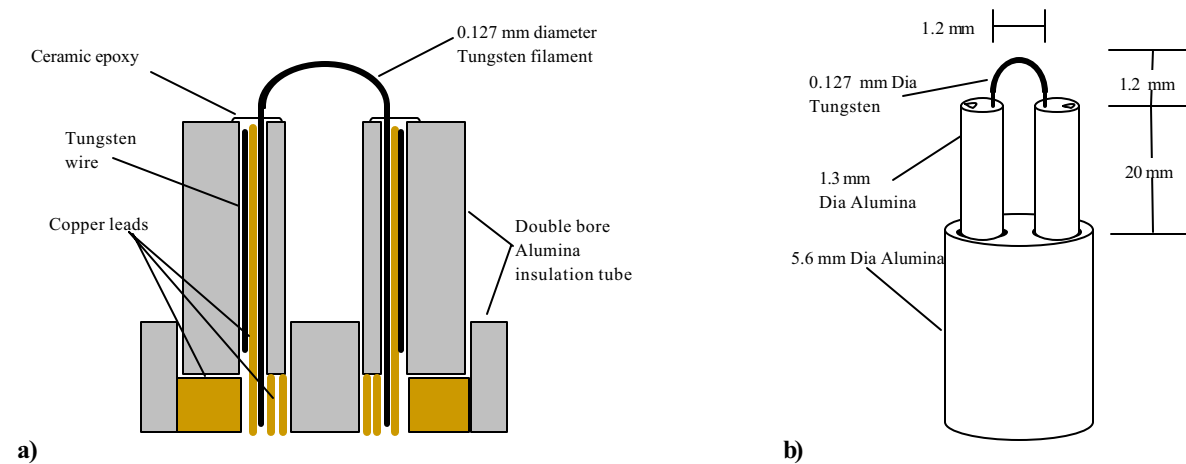 Ceramic epoxy
0.127 mm diameter
Tungsten filament
Tungsten
wire
Copper leads
Double bore
Alumina
insulation tube
a)
1.2 mm
0.127 mm Dia
Tungsten
1.2 mm
1.3 mm
Dia Alumina
20 mm
5.6 mm Dia Alumina
b)